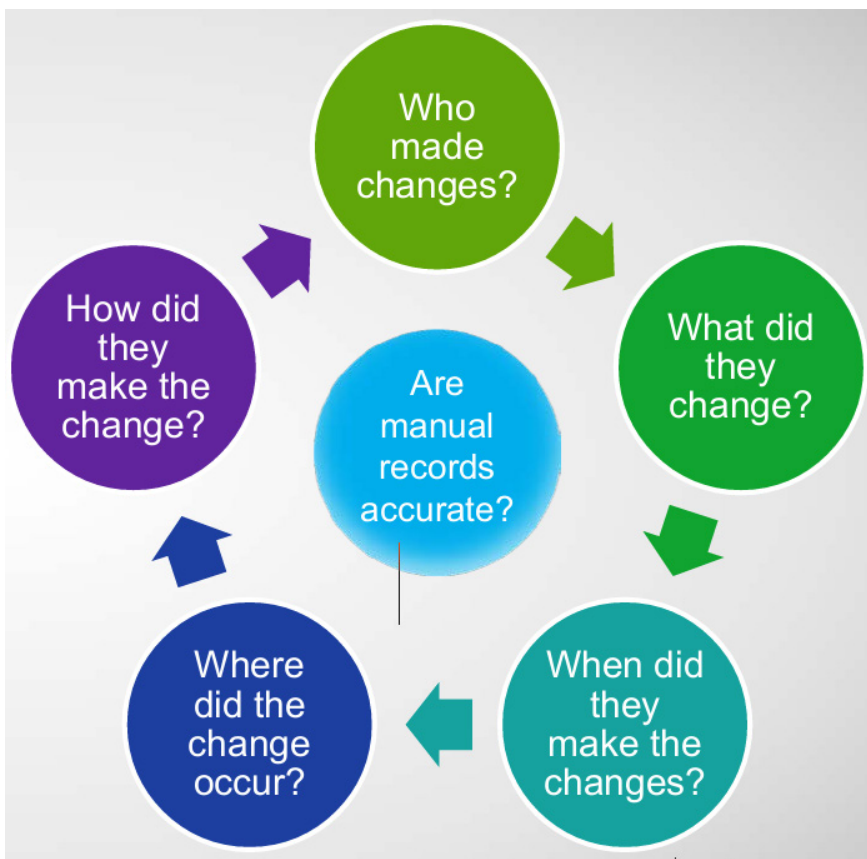 Who
made
changes?
What did
they
change?
When did
they
make the
changes?
Where
did the
change
occur?
How did
they
make the
change?
Are
manual
records
accurate?